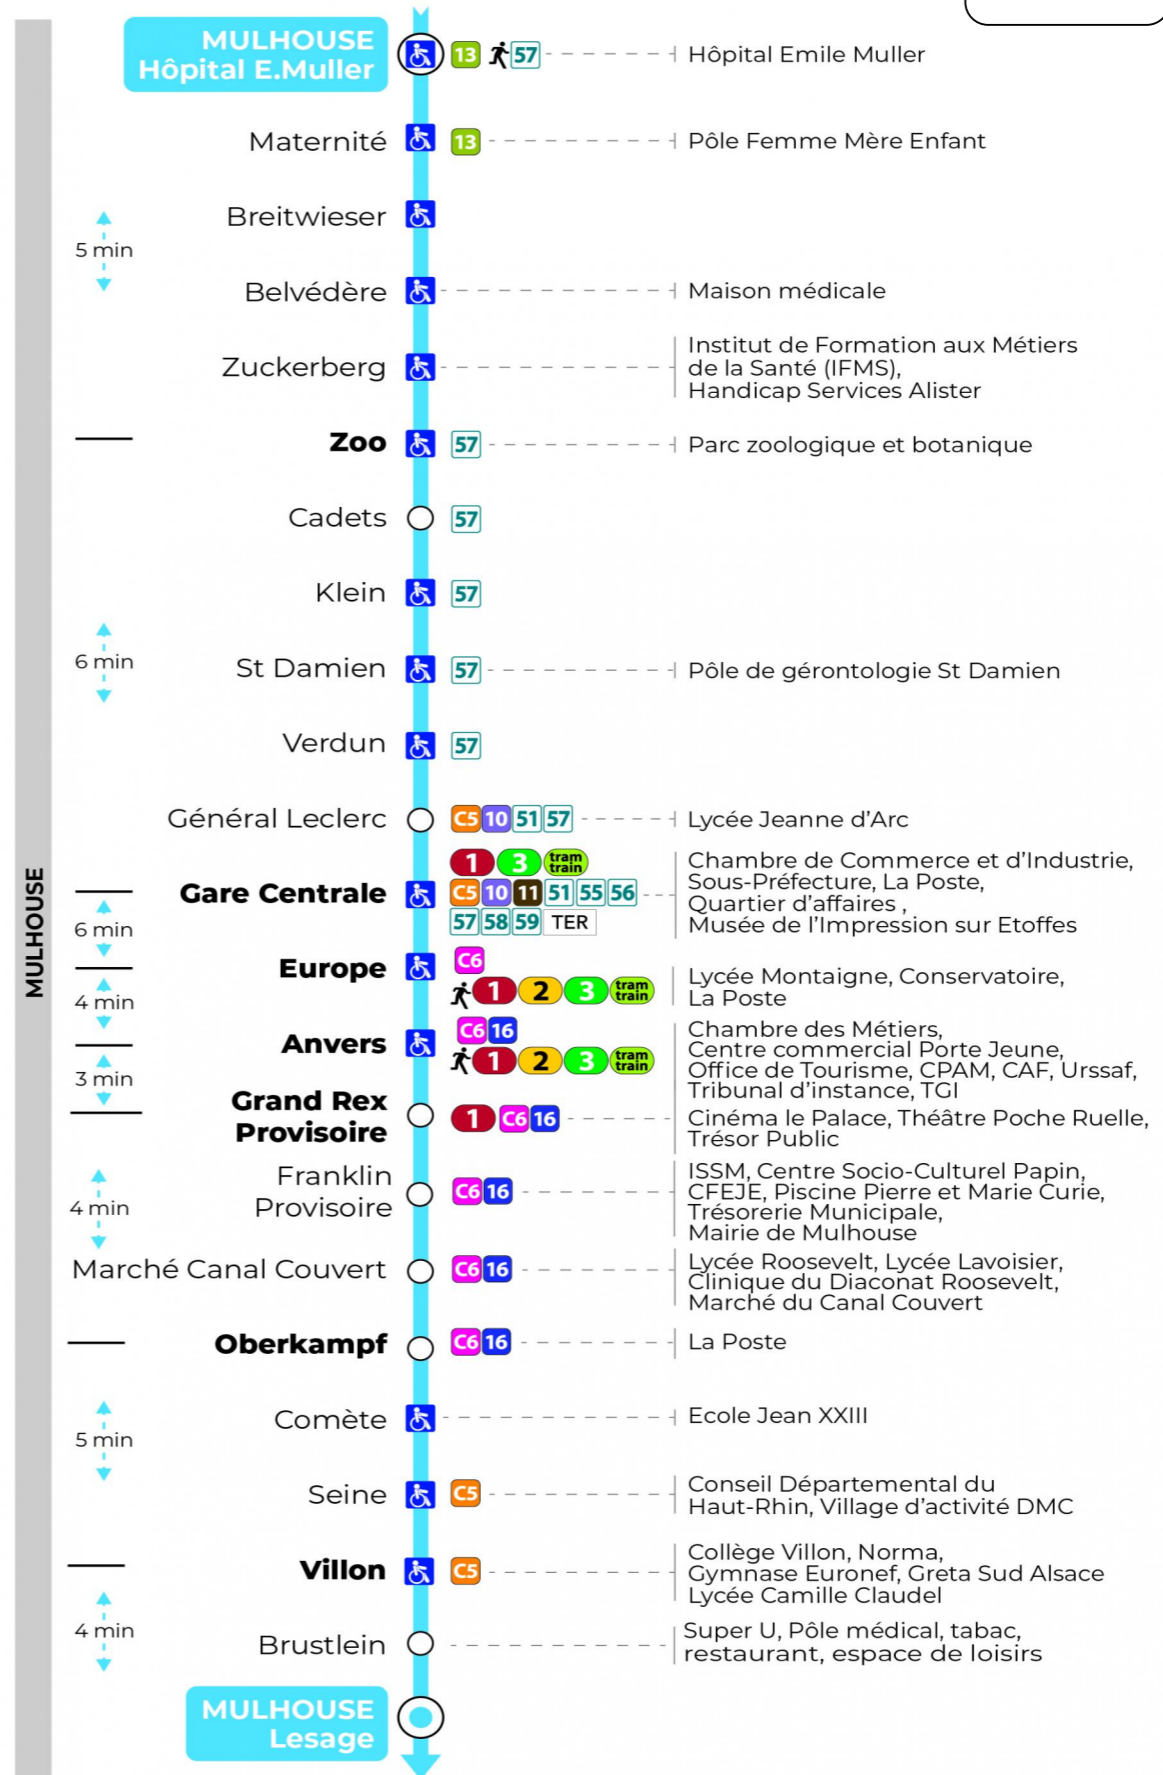 MULHOUSE
Hôpital E.Muller
13 57
Hôpital Emile Muller
Maternité
13
Pôle Femme Mère Enfant
Breitwieser
5 min
Belvédère
Maison médicale
Zuckerberg
Institut de Formation aux Métiers
de la Santé (IFMS),
Handicap Services Alister
Zoo
57
Parc zoologique et botanique
Cadets
57
Klein
57
6 min
St Damien
57
Pôle de gérontologie St Damien
Verdun
57
Général Leclerc
C5 10 51 57
Lycée Jeanne d’Arc
MULHOUSE
Gare Centrale
1 3 tram train
C5 10 11 51 55 56
57 58 59 TER
Chambre de Commerce et d’Industrie,
Sous-Préfecture, La Poste,
Quartier d’affaires ,
Musée de l’Impression sur Etoffes
6 min
Europe
C6
1 2 3 tram train
Lycée Montaigne, Conservatoire,
La Poste
4 min
Anvers
C6 16
1 2 3 tram train
Chambre des Métiers,
Centre commercial Porte Jeune,
Office de Tourisme, CPAM, CAF, Urssaf,
Tribunal d’instance, TGI
3 min
Grand Rex
Provisoire
1 C6 16
Cinéma le Palace, Théâtre Poche Ruelle,
Trésor Public
Franklin
Provisoire
C6 16
ISSM, Centre Socio-Culturel Papin,
CFEJE, Piscine Pierre et Marie Curie,
Trésorerie Municipale,
Mairie de Mulhouse
4 min
Marché Canal Couvert
C6 16
Lycée Roosevelt, Lycée Lavoisier,
Clinique du Diaconat Roosevelt,
Marché du Canal Couvert
Oberkampf
C6 16
La Poste
Comète
Ecole Jean XXIII
5 min
Seine
C5
Conseil Départemental du
Haut-Rhin, Village d’activité DMC
Villon
C5
Collège Villon, Norma,
Gymnase Euronef, Greta Sud Alsace
Lycée Camille Claudel
4 min
Brustlein
Super U, Pôle médical, tabac,
restaurant, espace de loisirs
MULHOUSE
Lesage